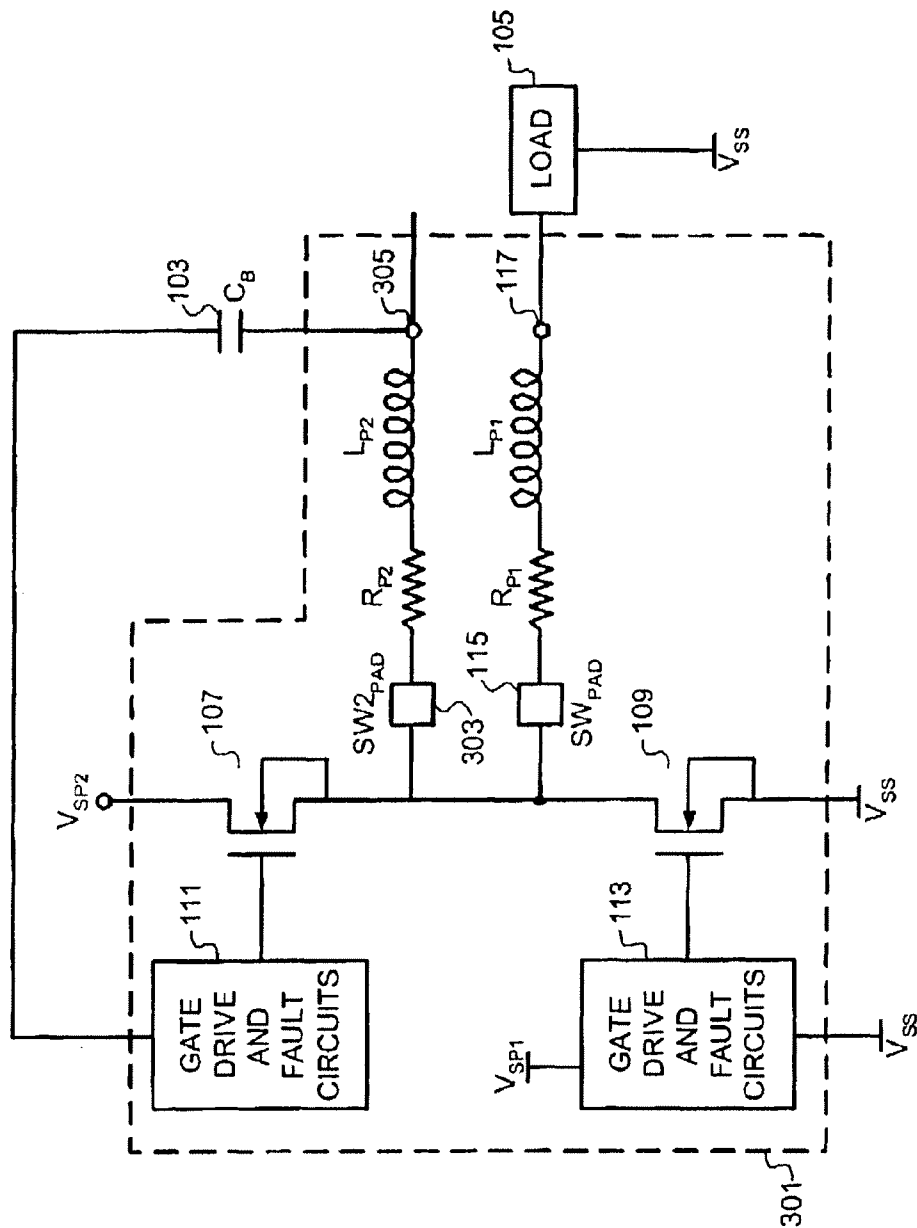 103
C_B
V_SP2
107
305
111
GATE
DRIVE
AND
FAULT
CIRCUITS
SW2_PAD
303
R_P2
L_P2
115
SW_PAD
R_P1
L_P1
117
LOAD
105
V_SS
113
V_SP1
GATE
DRIVE
AND
FAULT
CIRCUITS
109
V_SS
V_SS
301